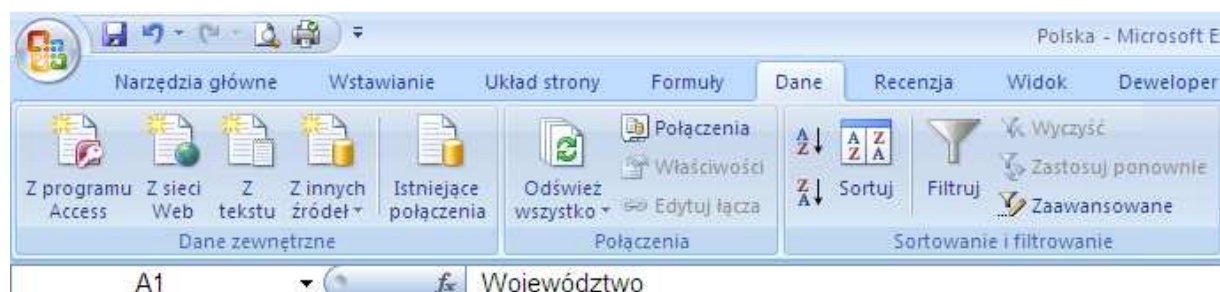 Polska - Microsoft E
Narzędzia główne Wstawianie Układ strony Formuły Dane Recenzja Widok Deweloper
Z programu Access
Z sieci Web
Z tekstu
Z innych źródeł
Istniejące połączenia
Dane zewnętrzne
Odśwież wszystko
Połączenia
Właściwości
Edytuj łącza
Połączenia
A Z
Z A
A Z Z A
Sortuj
Filtruj
Wyczyść
Zastosuj ponownie
Zaawansowane
Sortowanie i filtrowanie
A1 fx Województwo